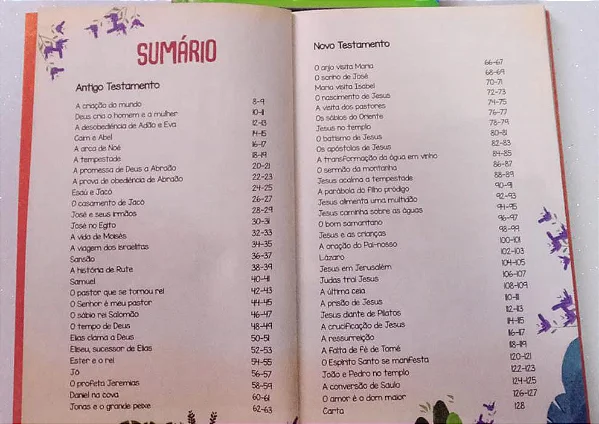 SUMÁRIO
Antigo Testamento
A criação do mundo 8-9
Deus cria o homem e a mulher 10-11
A desobediência de Adão e Eva 12-13
Caim e Abel 14-15
A arca de Noé 16-17
A tempestade 18-19
A promessa de Deus a Abraão 20-21
A prova de obediência de Abraão 22-23
Esaú e Jacó 24-25
O casamento de Jacó 26-27
José e seus irmãos 28-29
José no Egito 30-31
A vida de Moisés 32-33
A viagem dos israelitas 34-35
Sansão 36-37
A história de Rute 38-39
Samuel 40-41
O pastor que se tornou rei 42-43
O Senhor é meu pastor 44-45
O sábio rei Salomão 46-47
O tempo de Deus 48-49
Elias clama a Deus 50-51
Eliseu, sucessor de Elias 52-53
Ester e o rei 54-55
Jó 56-57
O profeta Jeremias 58-59
Daniel na cova 60-61
Jonas e o grande peixe 62-63
Novo Testamento
O anjo visita Maria 66-67
O sonho de José 68-69
Maria visita Isabel 70-71
O nascimento de Jesus 72-73
A visita dos pastores 74-75
Os sábios do Oriente 76-77
Jesus no templo 78-79
O batismo de Jesus 80-81
Os apóstolos de Jesus 82-83
A transformação da água em vinho 84-85
O sermão da montanha 86-87
Jesus acalma a tempestade 88-89
A parábola do Filho pródigo 90-91
Jesus alimenta uma multidão 92-93
Jesus caminha sobre as águas 94-95
O bom samaritano 96-97
Jesus e as crianças 98-99
A oração do Pai-nosso 100-101
Lázaro 102-103
Jesus em Jerusalém 104-105
Judas trai Jesus 106-107
A última ceia 108-109
A prisão de Jesus 110-111
Jesus diante de Pilatos 112-113
A crucificação de Jesus 114-115
A ressurreição 116-117
A falta de fé de Tomé 118-119
O Espírito Santo se manifesta 120-121
João e Pedro no templo 122-123
A conversão de Saulo 124-125
O amor é o dom maior 126-127
Carta 128